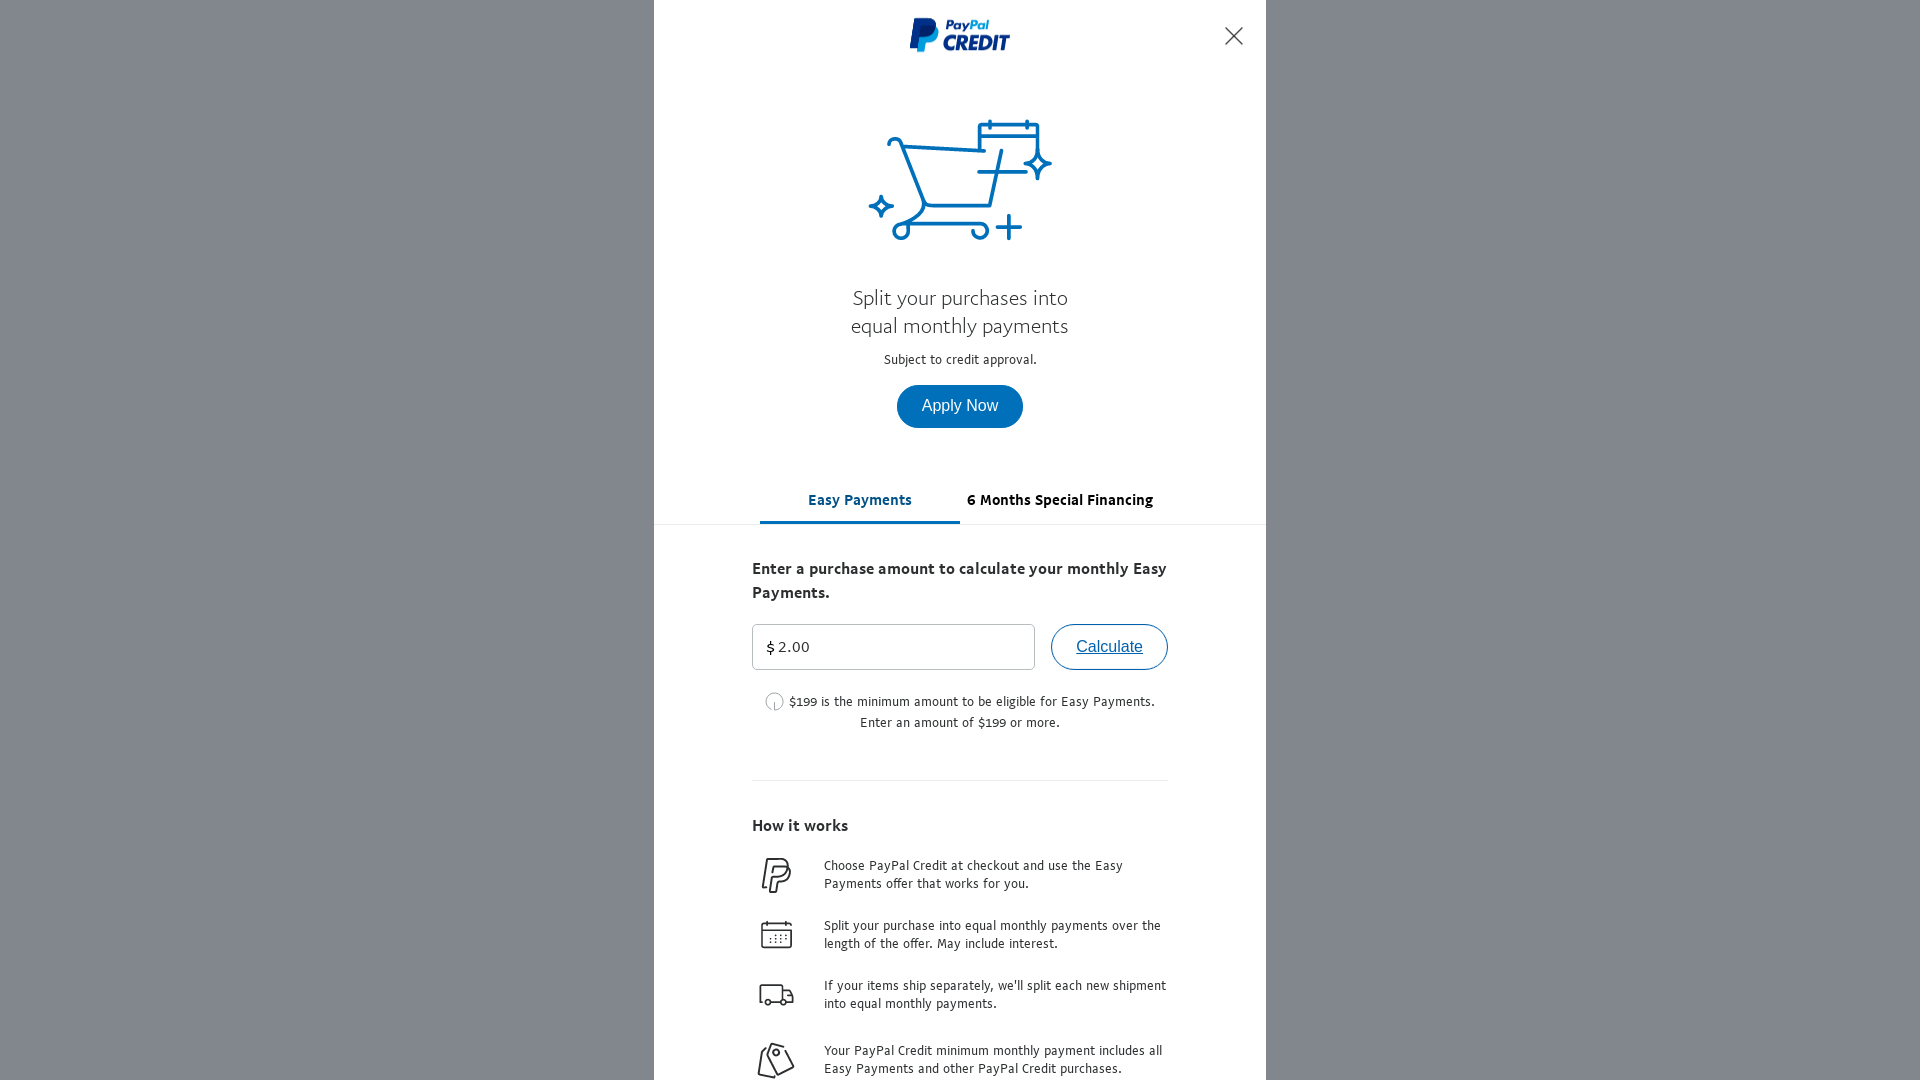 PayPal
CREDIT
Split your purchases into
equal monthly payments
Subject to credit approval.
Apply Now
Easy Payments
6 Months Special Financing
Enter a purchase amount to calculate your monthly Easy
Payments.
$ 2.00
Calculate
$199 is the minimum amount to be eligible for Easy Payments.
Enter an amount of $199 or more.
How it works
Choose PayPal Credit at checkout and use the Easy
Payments offer that works for you.
Split your purchase into equal monthly payments over the
length of the offer. May include interest.
If your items ship separately, we'll split each new shipment
into equal monthly payments.
Your PayPal Credit minimum monthly payment includes all
Easy Payments and other PayPal Credit purchases.